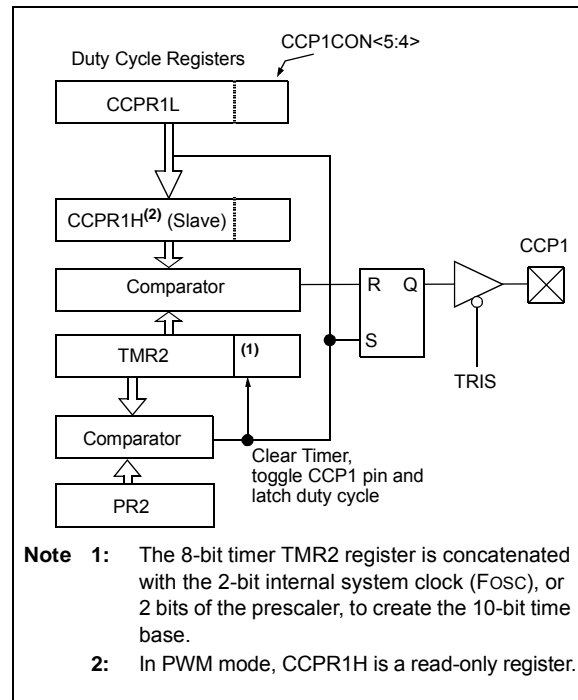 CCP1CON<5:4>
Duty Cycle Registers
CCPR1L
CCPR1H(2) (Slave)
CCP1
Comparator
R Q
TMR2 (1)
S
TRIS
Comparator
Clear Timer,
toggle CCP1 pin and
latch duty cycle
PR2
Note 1: The 8-bit timer TMR2 register is concatenated
with the 2-bit internal system clock (FOSC), or
2 bits of the prescaler, to create the 10-bit time
base.
2: In PWM mode, CCPR1H is a read-only register.